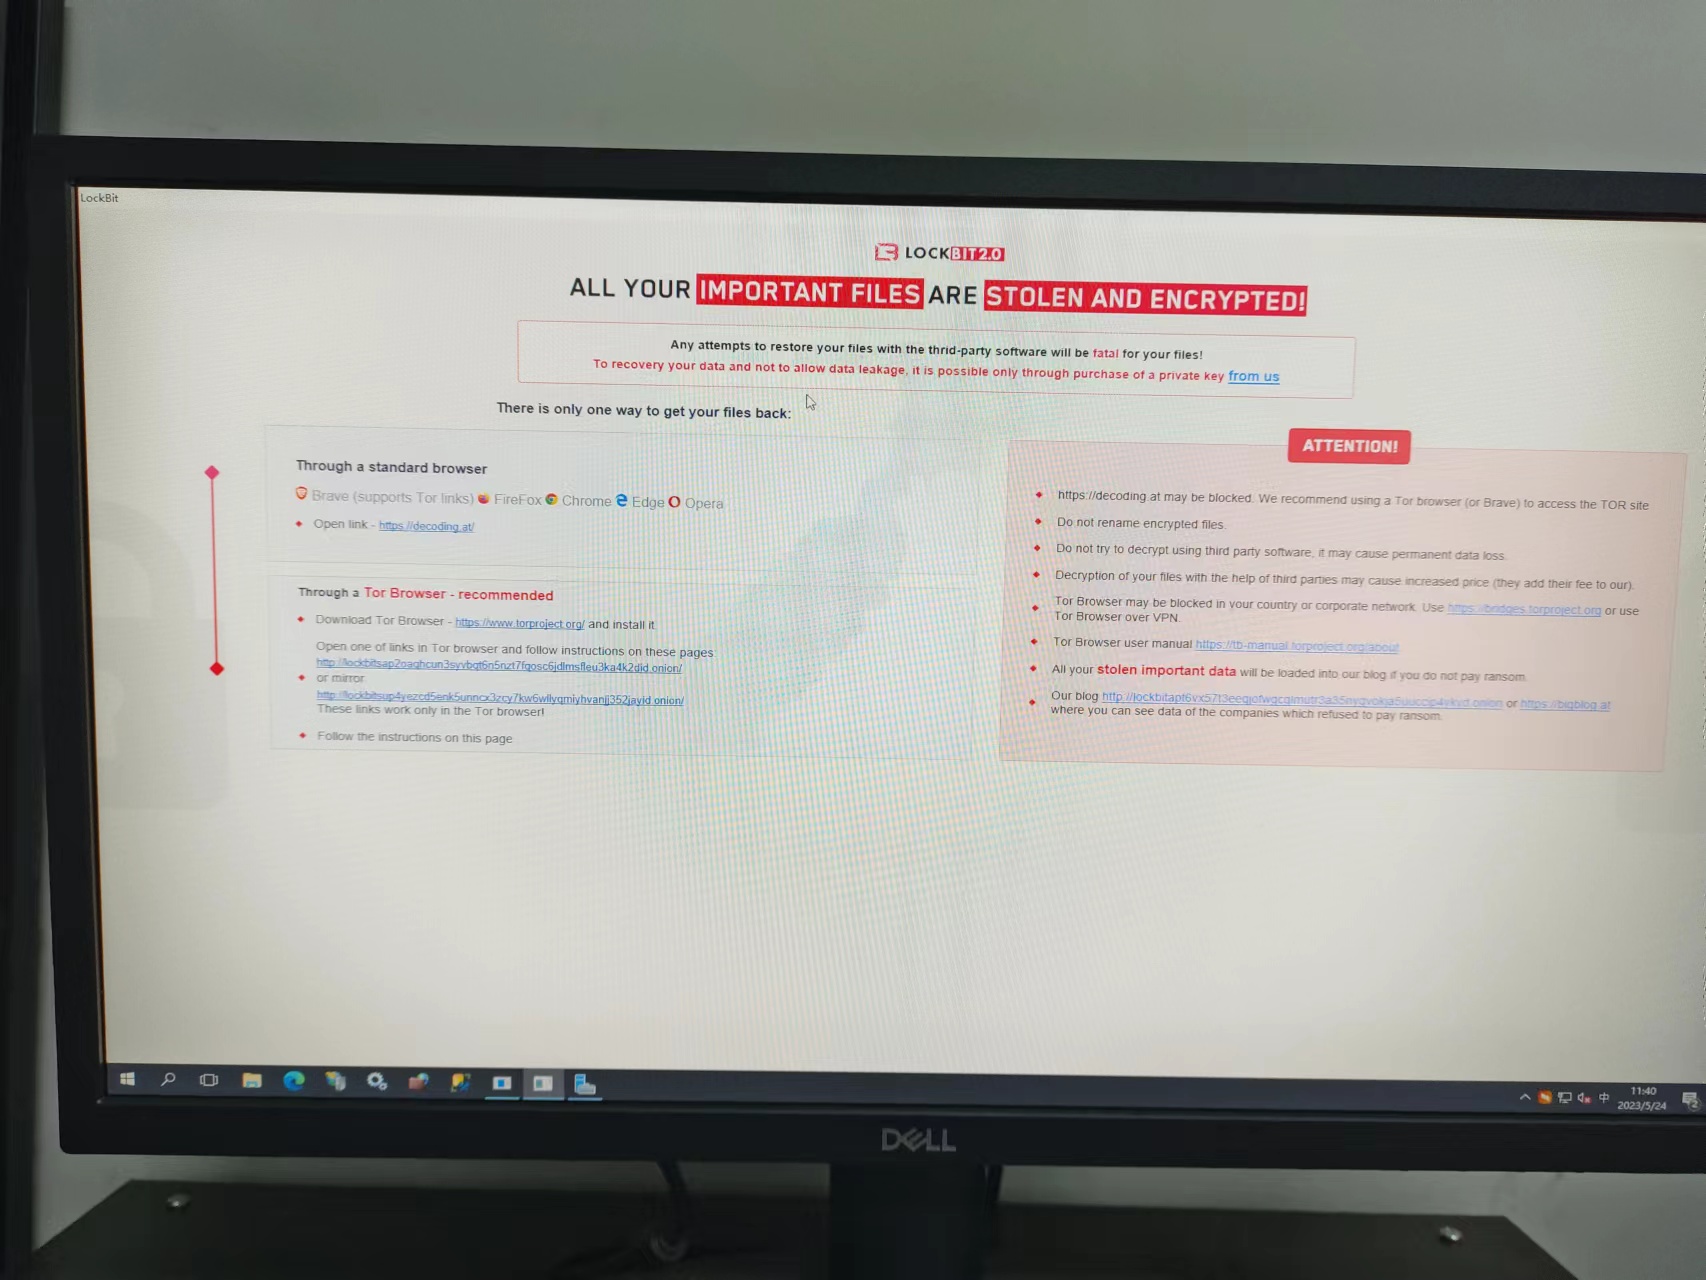 LockBit
LOCKBIT2.0
ALL YOUR IMPORTANT FILES ARE STOLEN AND ENCRYPTED!
Any attempts to restore your files with the thrid-party software will be fatal for your files!
To recovery your data and not to allow data leakage, it is possible only through purchase of a private key from us
There is only one way to get your files back:
Through a standard browser
Brave (supports Tor links) FireFox Chrome Edge Opera
Open link - https://decoding.at/
Through a Tor Browser - recommended
Download Tor Browser - https://www.torproject.org/ and install it.
Open one of links in Tor browser and follow instructions on these pages:
or mirror
These links work only in the Tor browser!
Follow the instructions on this page
ATTENTION!
https://decoding.at may be blocked. We recommend using a Tor browser (or Brave) to access the TOR site
Do not rename encrypted files.
Do not try to decrypt using third party software, it may cause permanent data loss.
Decryption of your files with the help of third parties may cause increased price (they add their fee to our).
Tor Browser may be blocked in your country or corporate network. Use https://bridges.torproject.org or use
Tor Browser over VPN.
Tor Browser user manual https://tb-manual.torproject.org/about
All your stolen important data will be loaded into our blog if you do not pay ransom.
Our blog or https://bigblog.at
where you can see data of the companies which refused to pay ransom.
中
11:40
2023/5/24
2
DELL